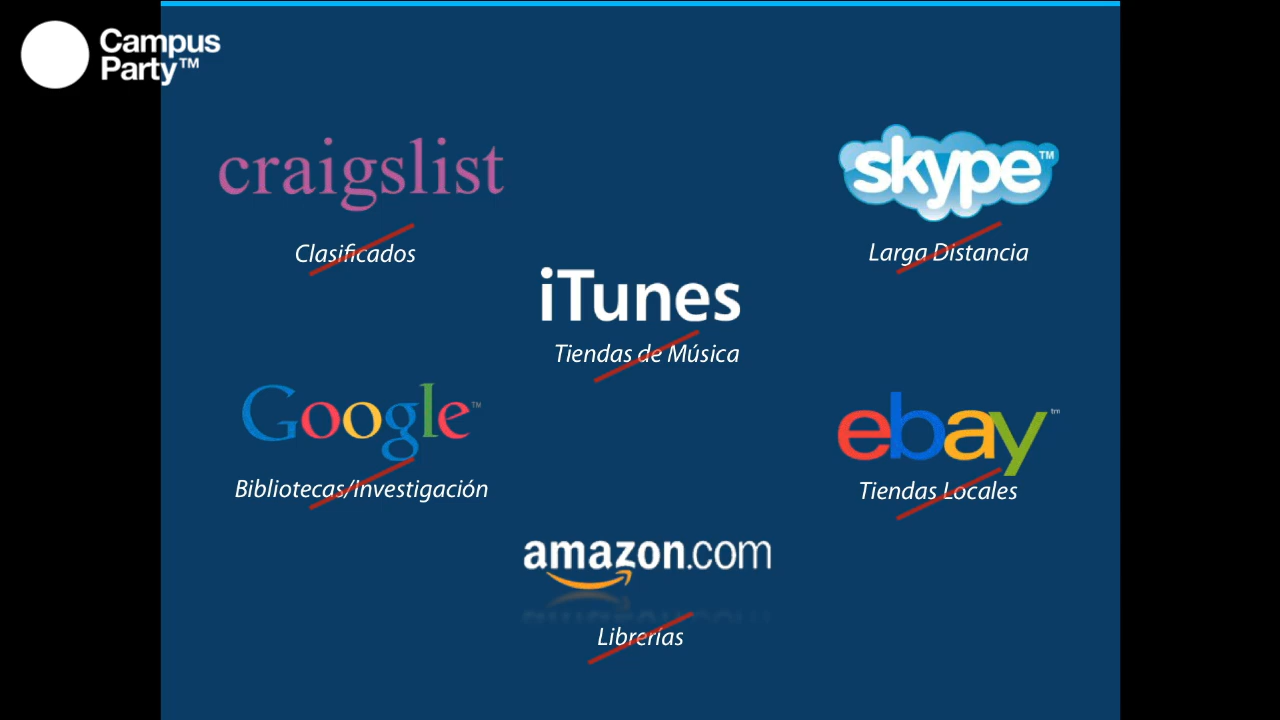 Campus
Party™
craigslist
Clasificados
skype™
Larga Distancia
iTunes
Tiendas de Música
Google™
Bibliotecas/Investigación
ebay™
Tiendas Locales
amazon.com
Librerías